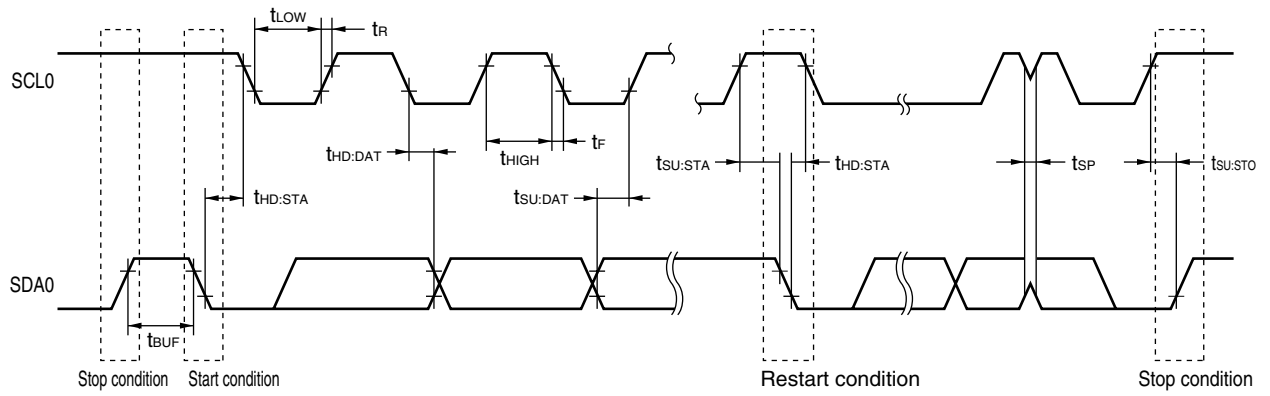 tLOW
tR
SCL0
tHD:DAT
tHIGH
tF
tSU:STA
tHD:STA
tSP
tSU:STO
tHD:STA
tSU:DAT
SDA0
tBUF
Stop condition
Start condition
Restart condition
Stop condition